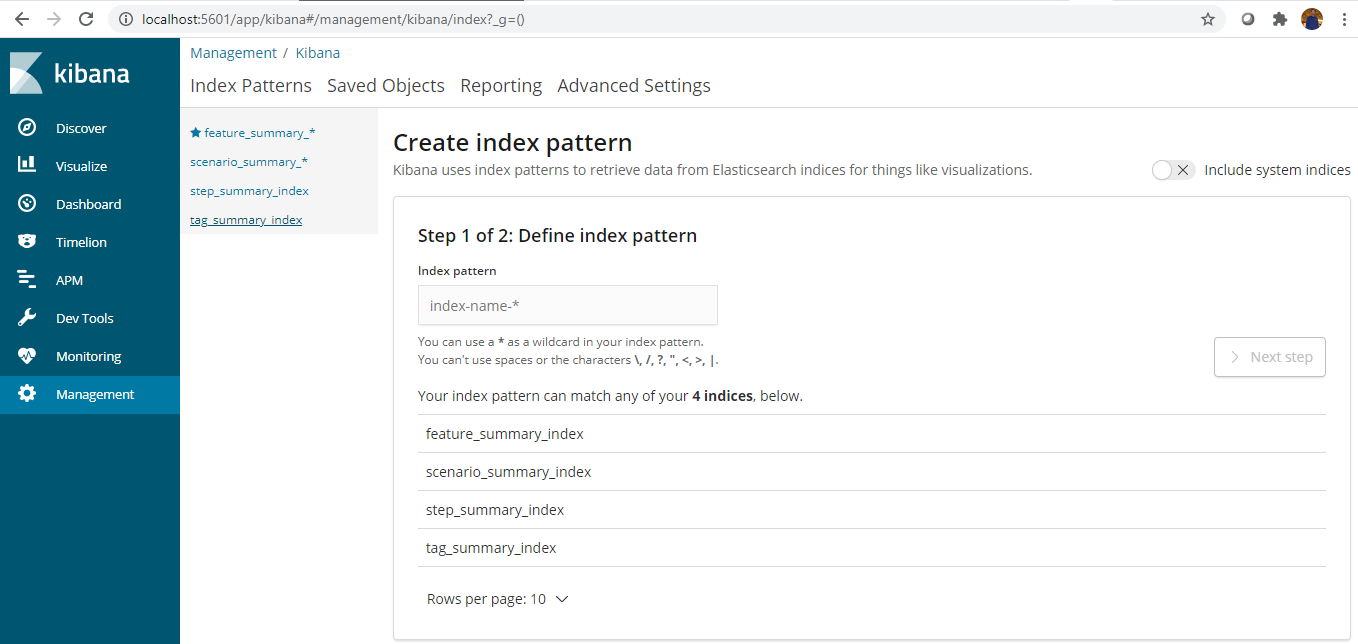 localhost:5601/app/kibana#/management/kibana/index?_g=()
kibana
Discover
Visualize
Dashboard
Timelion
APM
Dev Tools
Monitoring
Management
Management / Kibana
Index Patterns Saved Objects Reporting Advanced Settings
feature_summary_*
scenario_summary_*
step_summary_index
tag_summary_index
Create index pattern
Kibana uses index patterns to retrieve data from Elasticsearch indices for things like visualizations.
Include system indices
Step 1 of 2: Define index pattern
Index pattern
index-name-*
You can use a * as a wildcard in your index pattern.
You can't use spaces or the characters \, /, ?, ", <, >, |.
Next step
Your index pattern can match any of your 4 indices, below.
feature_summary_index
scenario_summary_index
step_summary_index
tag_summary_index
Rows per page: 10